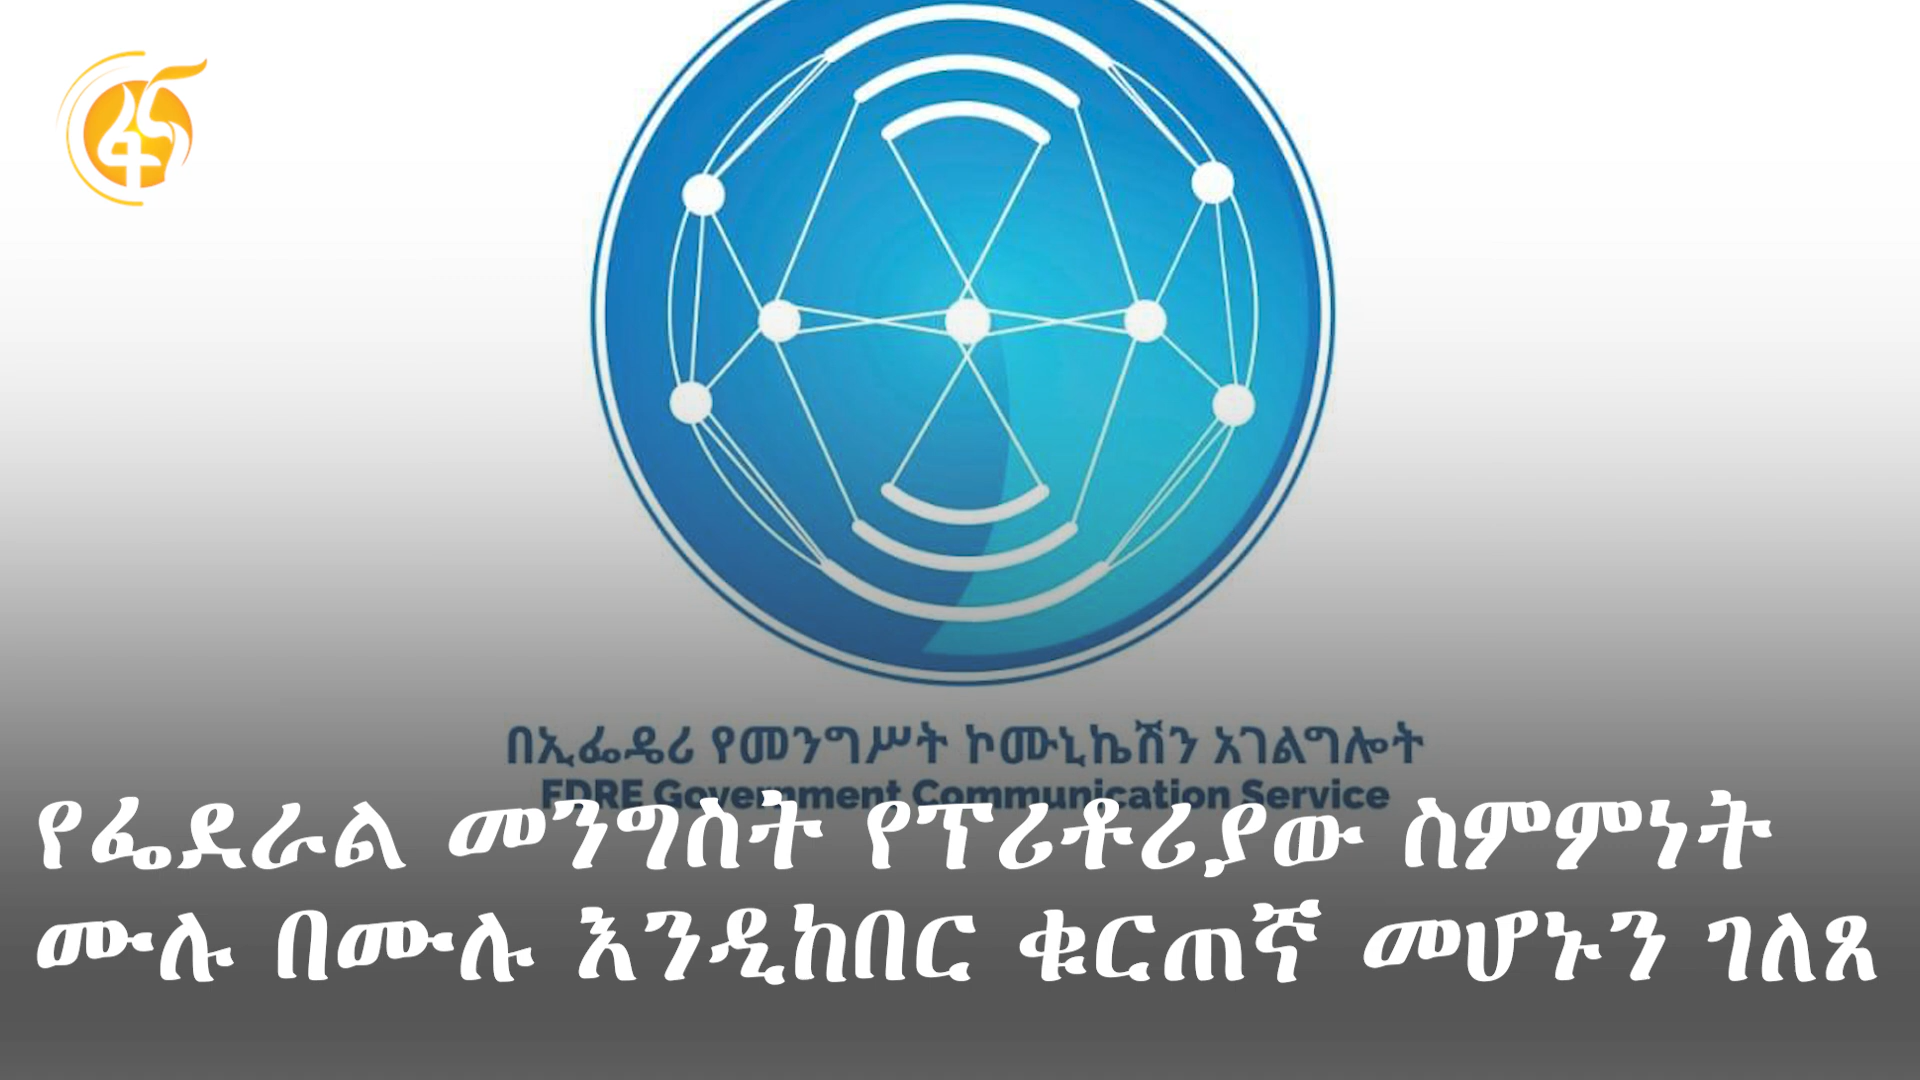 በኢፌዴሪ የመንግሥት ኮሙኒኬሽን አገልግሎት
FDRE Government Communication Service
የፌደራል መንግስት የፕሪቶሪያው ስምምነት
ሙሉ በሙሉ እንዲከበር ቁርጠኛ መሆኑን ገለጸ